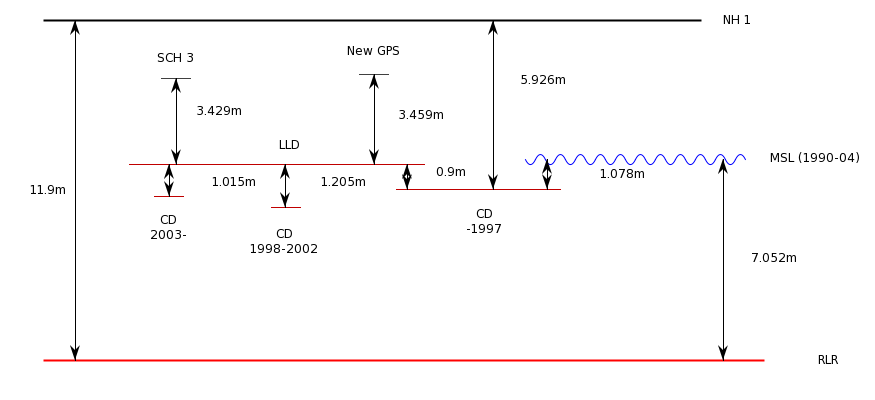 NH 1
New GPS
SCH 3
5.926m
3.429m
3.459m
LLD
MSL (1990-04)
0.9m
1.078m
1.015m
1.205m
11.9m
CD
2003-
CD
1998-2002
CD
-1997
7.052m
RLR